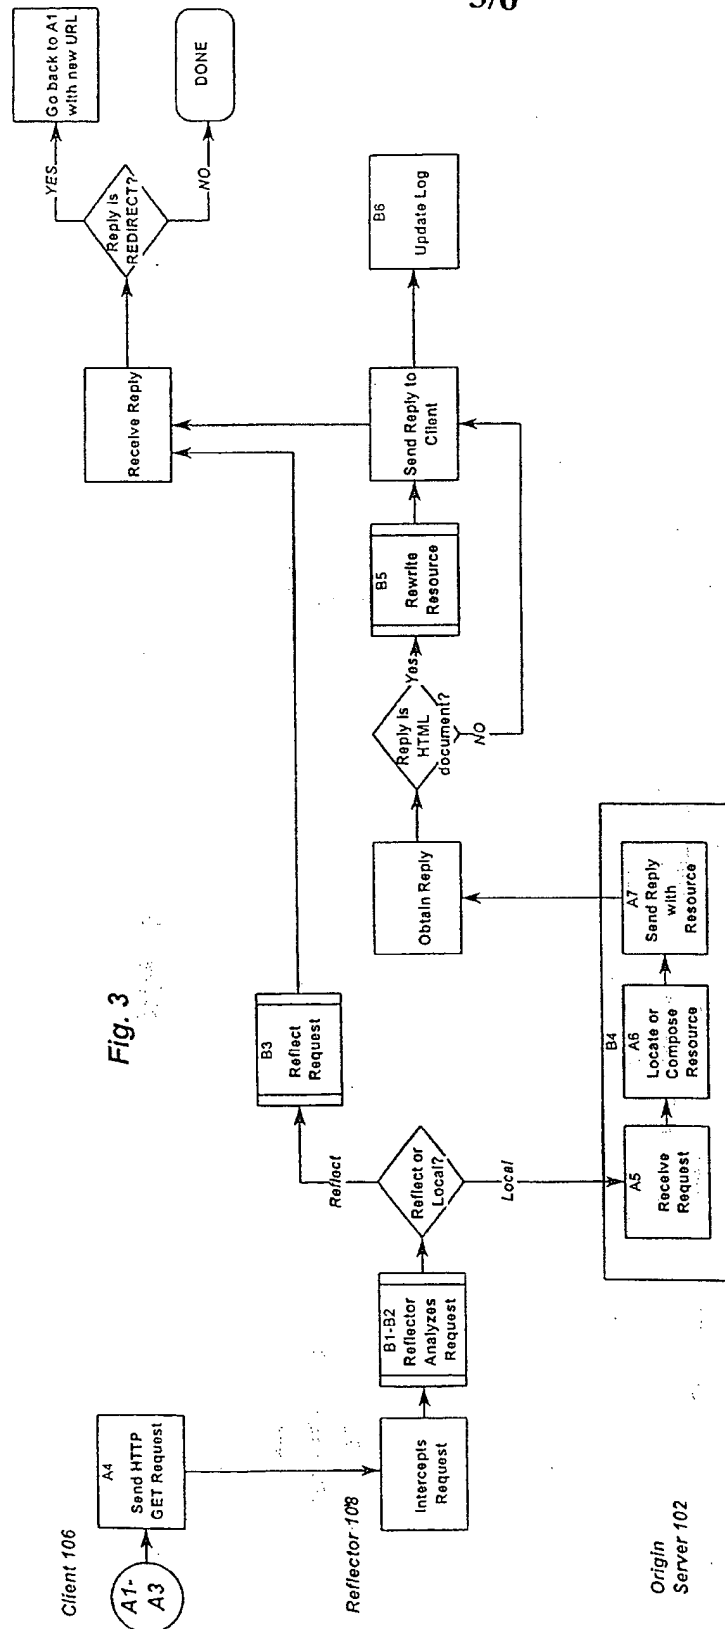 3/6
Fig. 3
Client 106
A1-
A3
A4
Send HTTP
GET Request
Receive Reply
Reply is
REDIRECT?
YES
Go back to A1
with new URL
NO
DONE
Reflector 108
Intercepts
Request
B1-B2
Reflector
Analyzes
Request
Reflect or
Local?
Reflect
B3
Reflect
Request
Local
Obtain Reply
Reply is
HTML
document?
Yes
NO
B5
Rewrite
Resource
Send Reply to
Client
B6
Update Log
Origin
Server 102
B4
A5
Receive
Request
A6
Locate or
Compose
Resource
A7
Send Reply
with
Resource